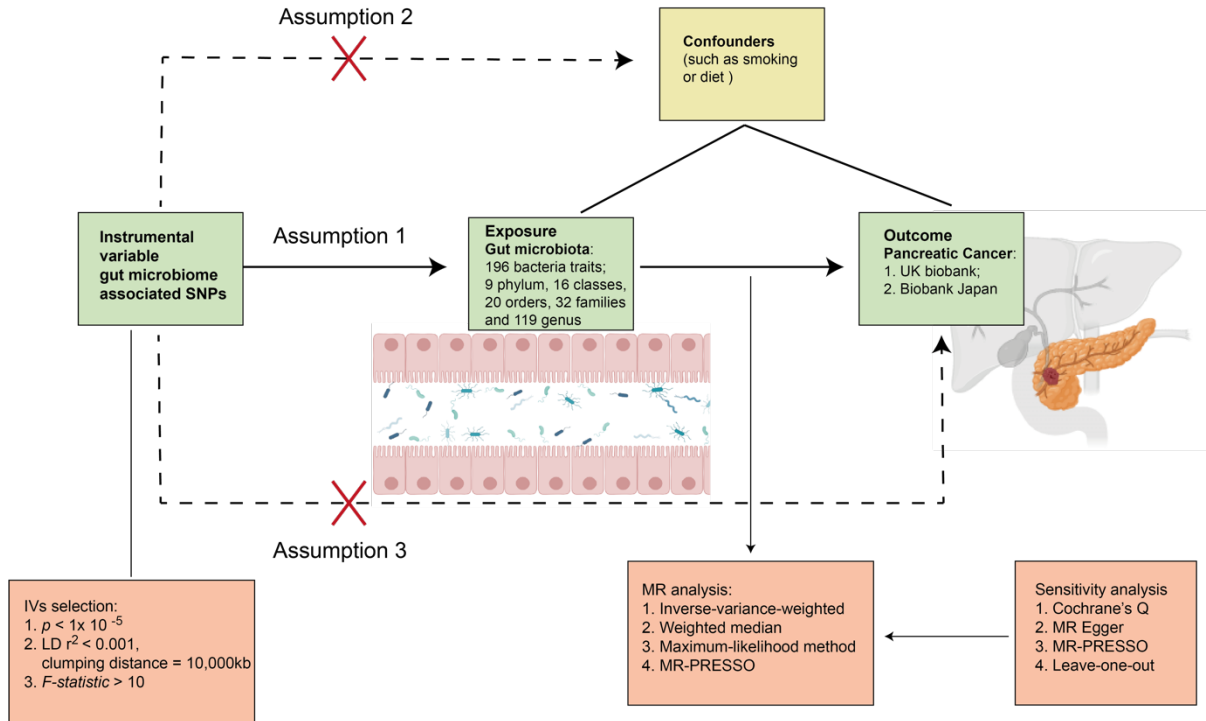 Assumption 2
Confounders
(such as smoking
or diet )
Instrumental
variable
gut microbiome
associated SNPs
Assumption 1
Exposure
Gut microbiota:
196 bacteria traits;
9 phylum, 16 classes,
20 orders, 32 families
and 119 genus
Outcome
Pancreatic Cancer:
1. UK biobank;
2. Biobank Japan
Assumption 3
IVs selection:
1. p < 1x 10 -5
2. LD r2 < 0.001,
clumping distance = 10,000kb
3. F-statistic > 10
MR analysis:
1. Inverse-variance-weighted
2. Weighted median
3. Maximum-likelihood method
4. MR-PRESSO
Sensitivity analysis
1. Cochrane's Q
2. MR Egger
3. MR-PRESSO
4. Leave-one-out